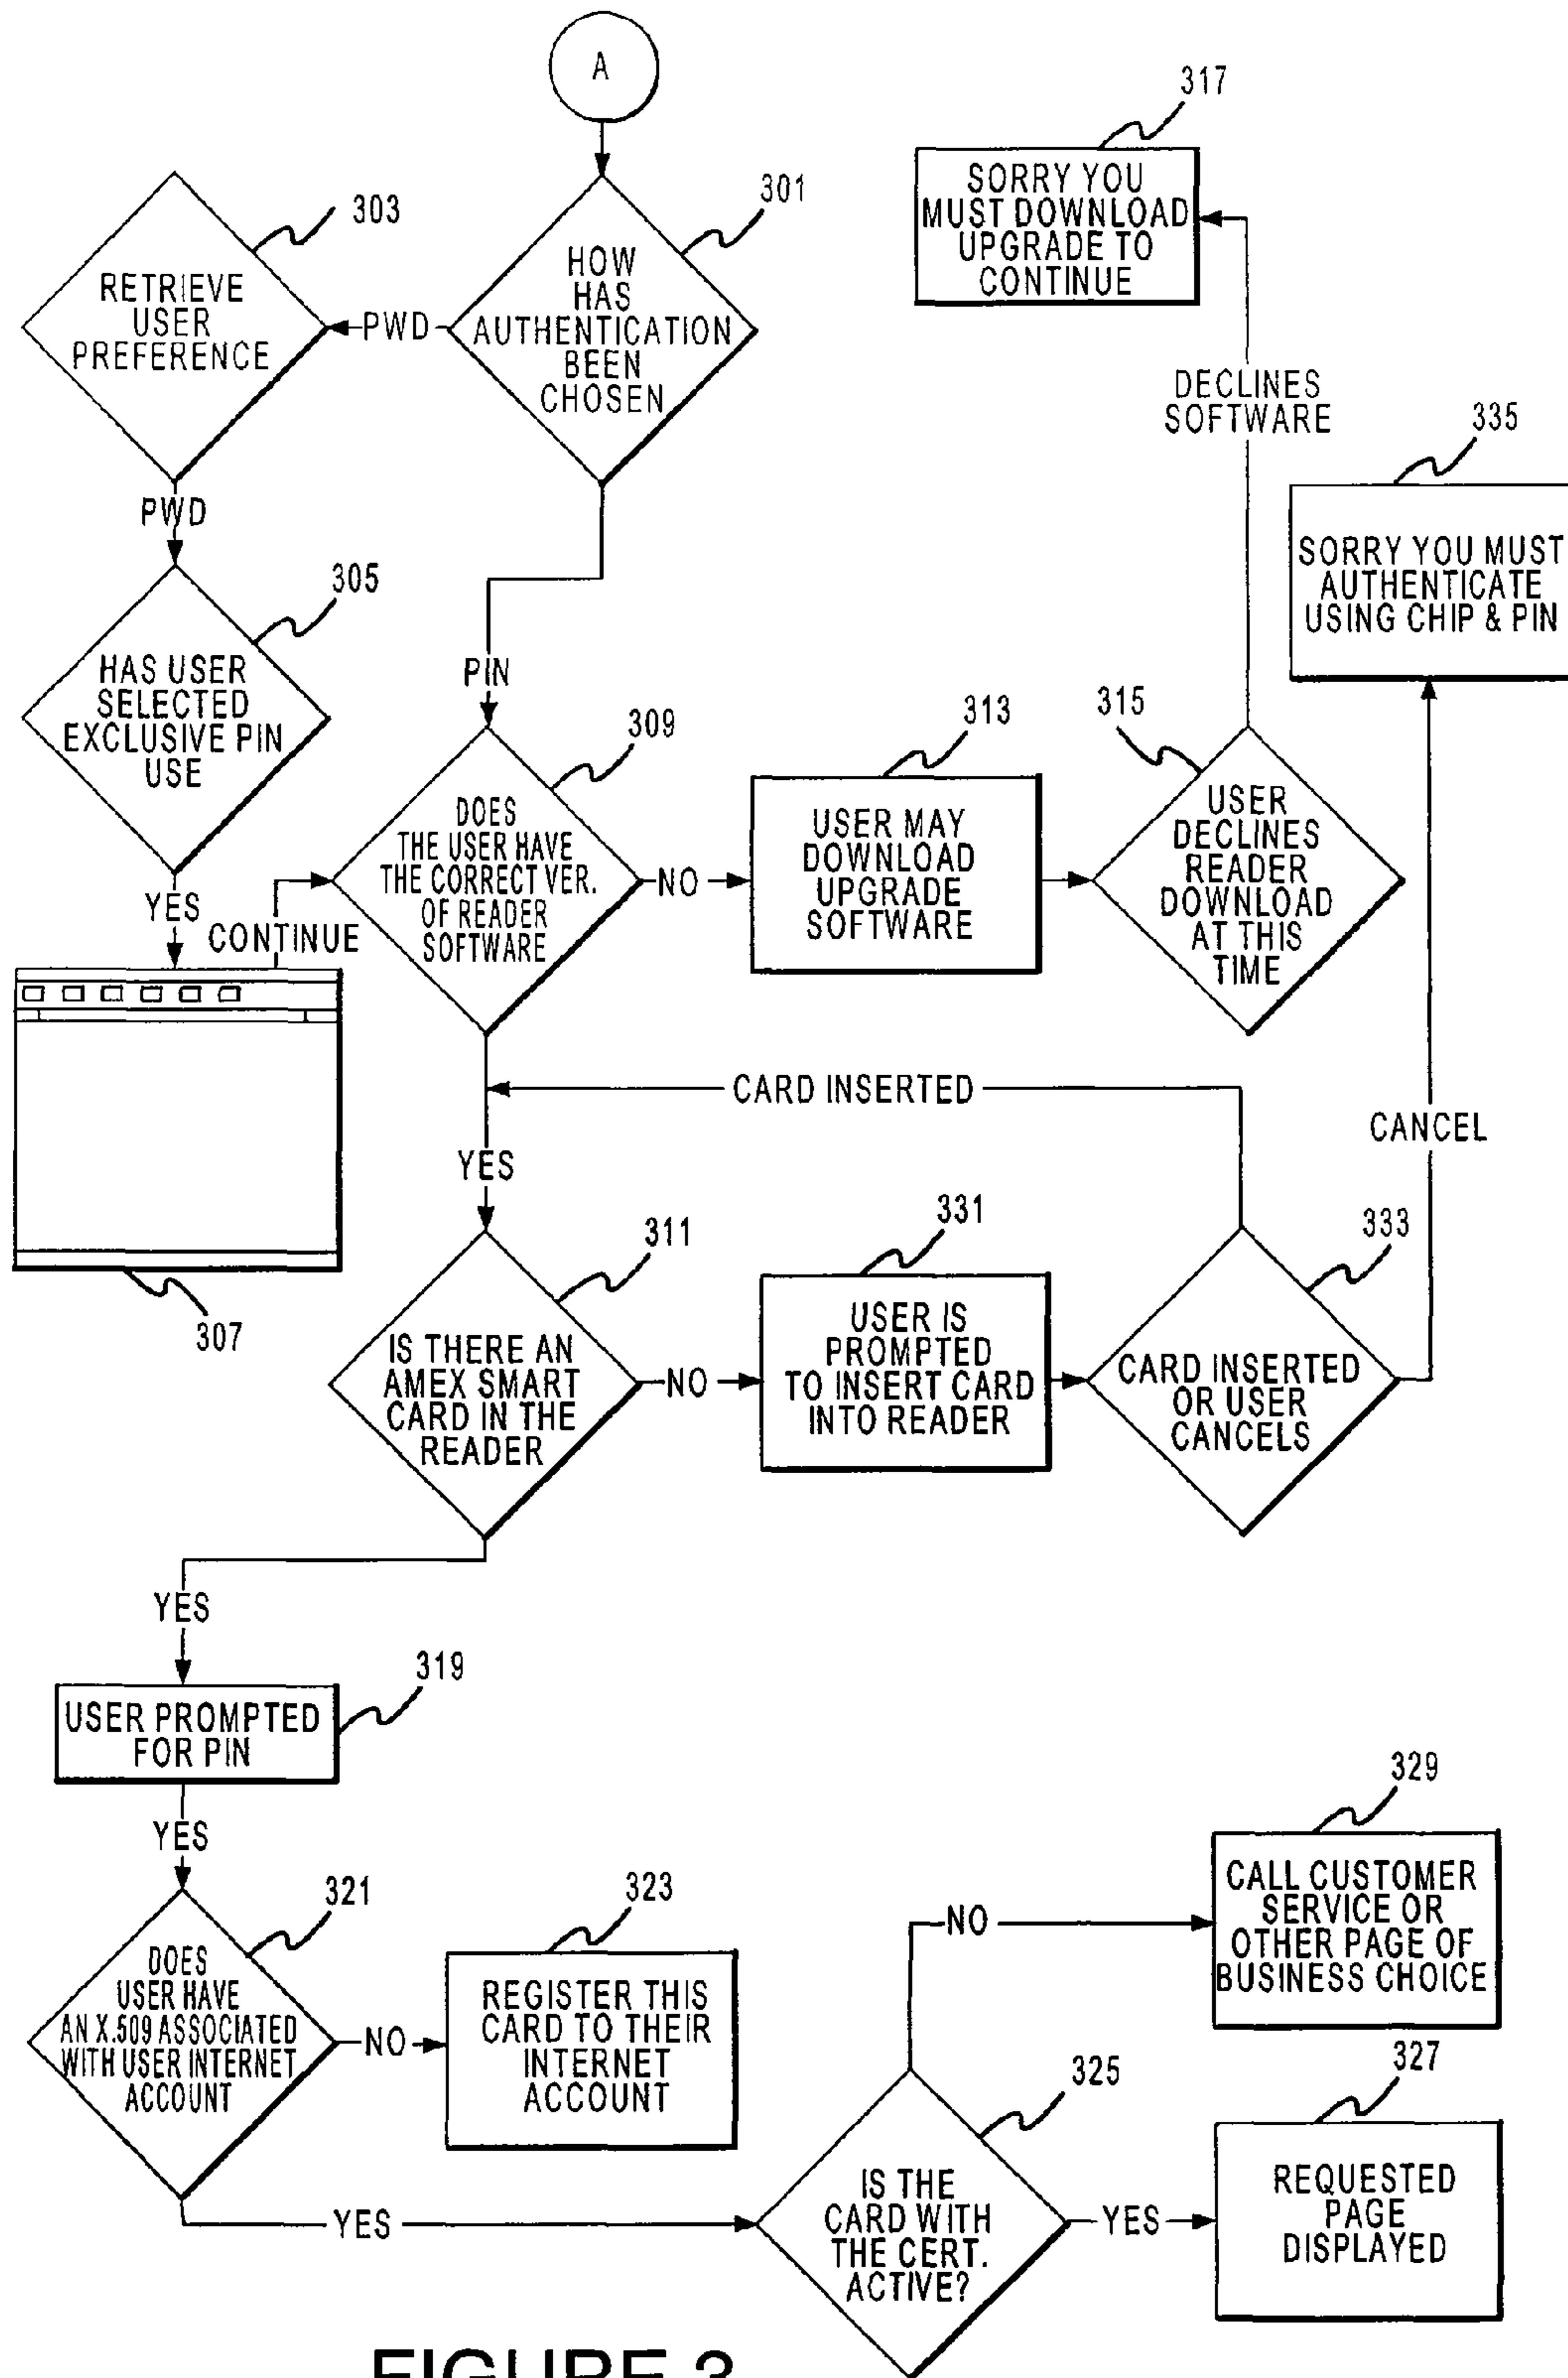 A
317
301
SORRY YOU
MUST DOWNLOAD
UPGRADE TO
CONTINUE
303
RETRIEVE
USER
PREFERENCE
PWD
HOW
HAS
AUTHENTICATION
BEEN
CHOSEN
DECLINES
SOFTWARE
335
SORRY YOU MUST
AUTHENTICATE
USING CHIP & PIN
PWD
305
HAS USER
SELECTED
EXCLUSIVE PIN
USE
PIN
309
313
315
DOES
THE USER HAVE
THE CORRECT VER.
OF READER
SOFTWARE
NO
USER MAY
DOWNLOAD
UPGRADE
SOFTWARE
USER
DECLINES
READER
DOWNLOAD
AT THIS
TIME
YES
CONTINUE
307
CARD INSERTED
CANCEL
YES
311
331
333
IS THERE AN
AMEX SMART
CARD IN THE
READER
NO
USER IS
PROMPTED
TO INSERT CARD
INTO READER
CARD INSERTED
OR USER
CANCELS
YES
319
USER PROMPTED
FOR PIN
YES
321
323
329
DOES
USER HAVE
AN X.509 ASSOCIATED
WITH USER INTERNET
ACCOUNT
NO
REGISTER THIS
CARD TO THEIR
INTERNET
ACCOUNT
NO
CALL CUSTOMER
SERVICE OR
OTHER PAGE OF
BUSINESS CHOICE
325
327
YES
IS THE
CARD WITH
THE CERT.
ACTIVE?
YES
REQUESTED
PAGE
DISPLAYED
FIGURE 3